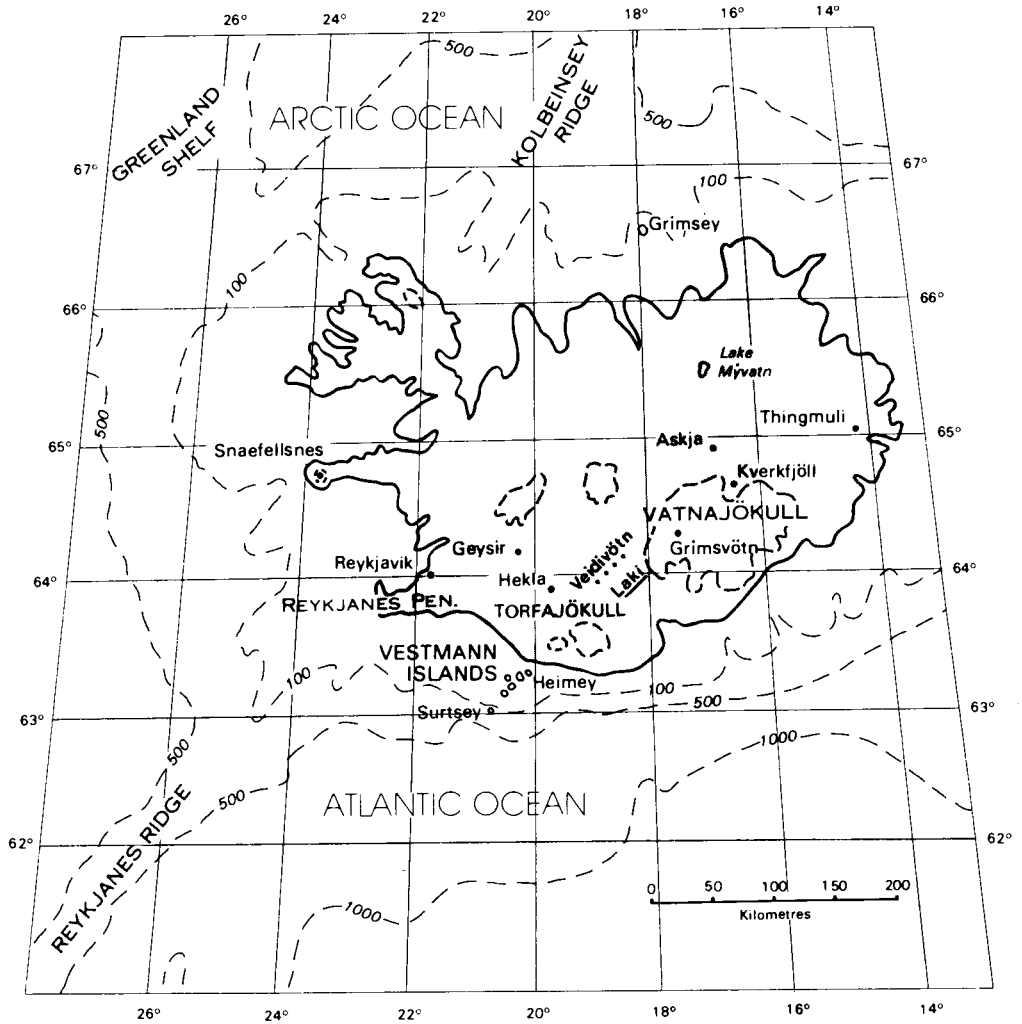 26° 24° 22° 20° 18° 16° 14°
500
ARCTIC OCEAN
GREENLAND
SHELF
KOLBEINSEY
RIDGE
500
67° 67°
100
Grimsey
100
66° 66°
Lake
Mývatn
500
Thingmuli
65° 65°
Snaefellsnes
Askja
Kverkfjöll
VATNAJÖKULL
Geysir
Veidivötn
Grimsvötn
Reykjavik
64° 64°
Hekla
Laki
REYKJANES PEN.
TORFAJÖKULL
VESTMANN
ISLANDS
100
Heimey
100
500
Surtsey
63° 63°
500
1000
500
ATLANTIC OCEAN
REYKJANES RIDGE
62° 62°
0 50 100 150 200
Kilometres
1000
26° 24° 22° 20° 18° 16° 14°